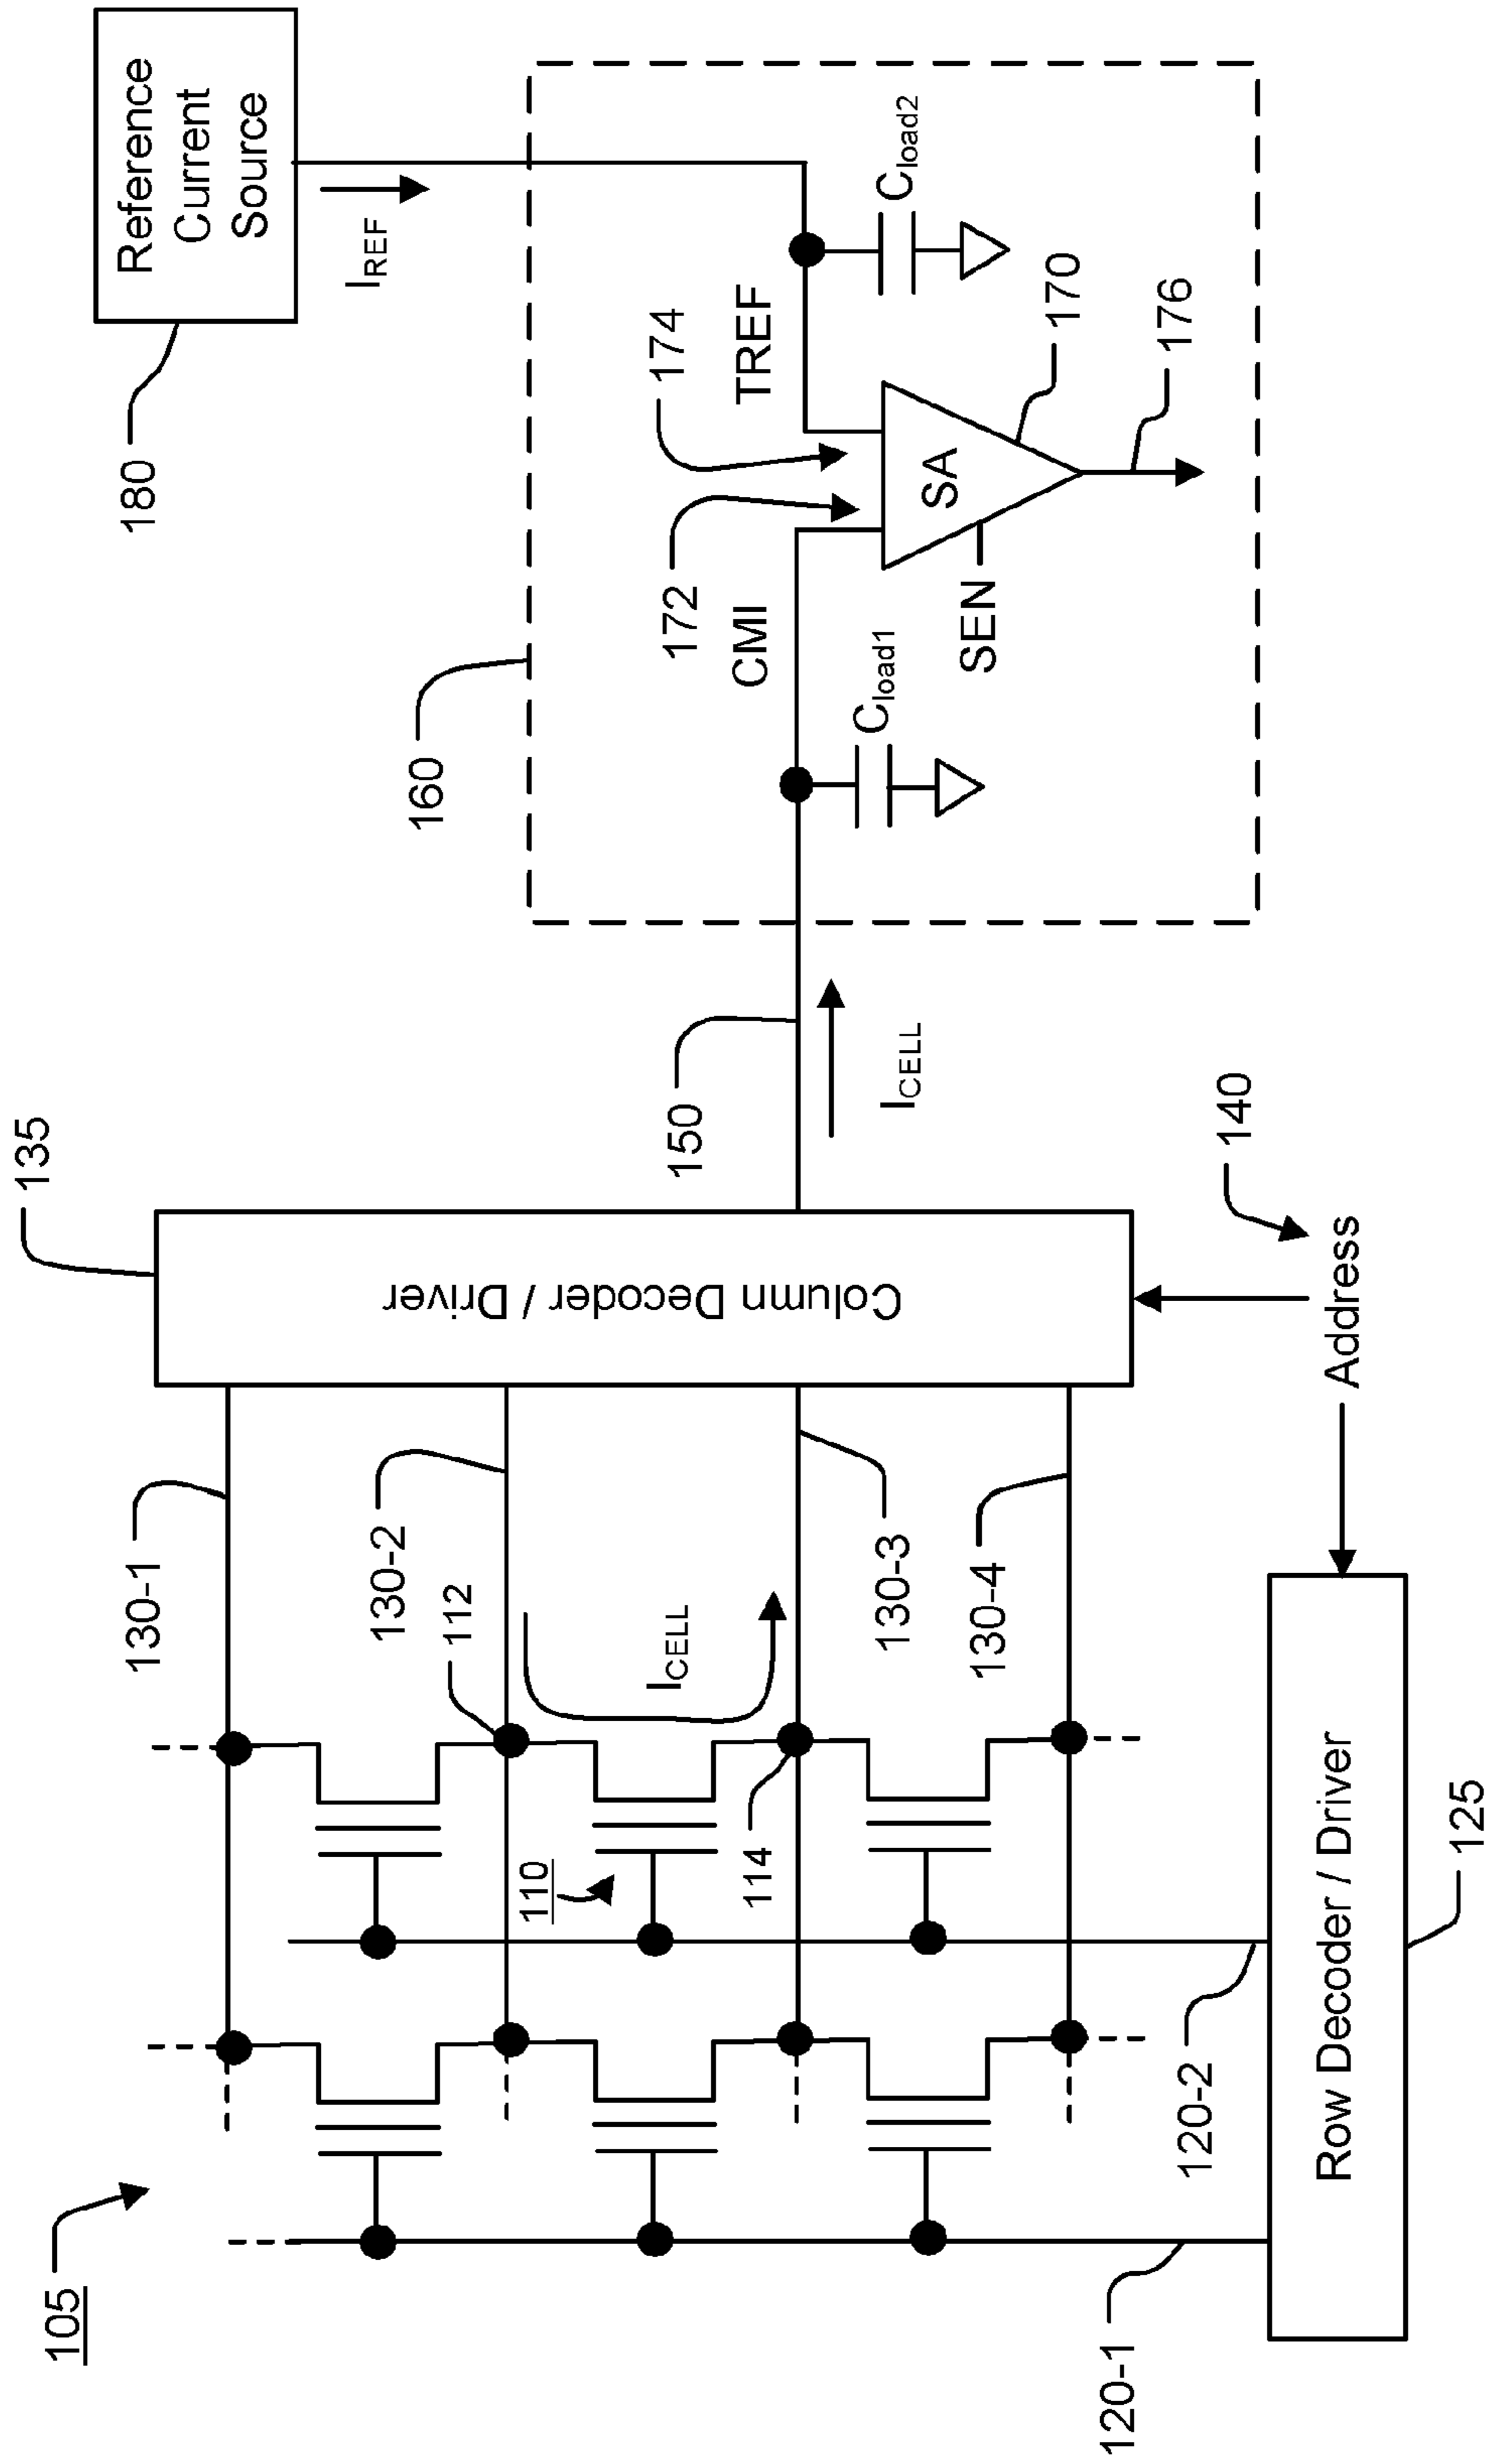 Reference
Current
Source
180
IREF
160
174
TREF
172
CMI
Cload2
Cload1
SA
SEN
170
176
135
150
ICELL
Column Decoder / Driver
140
Address
130-1
130-2
112
ICELL
130-3
130-4
110
114
105
120-1
120-2
Row Decoder / Driver
125